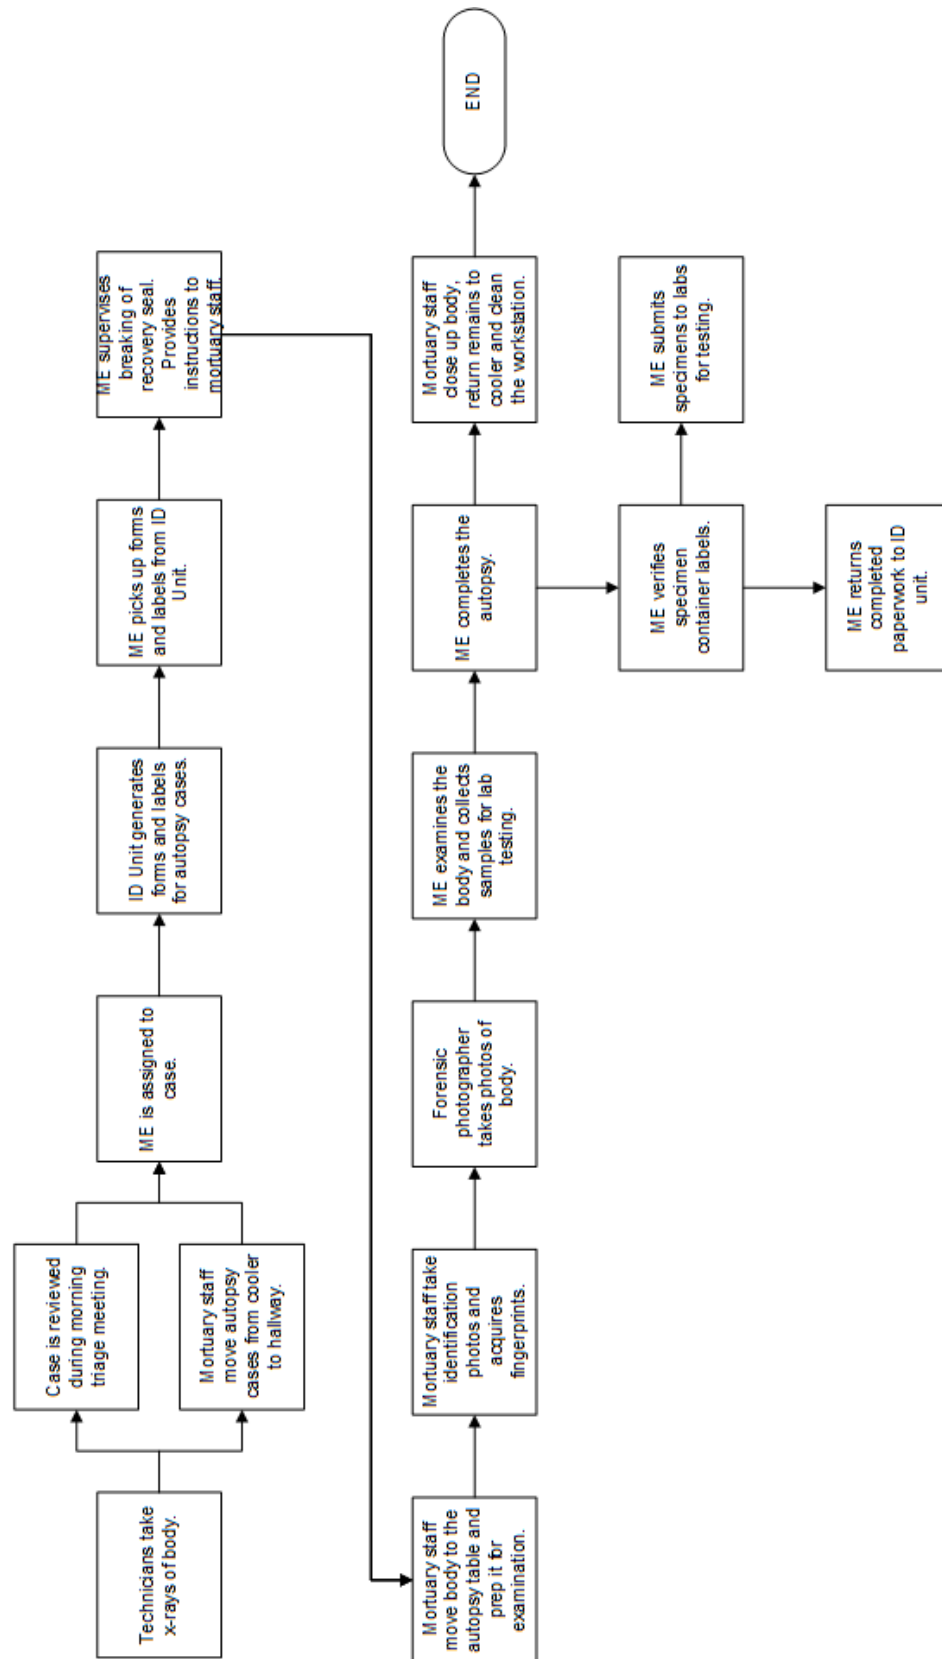 Technicians take
x-rays of body.
Case is reviewed
during morning
triage meeting.
Mortuary staff
move autopsy
cases from cooler
to hallway.
ME is assigned to
case.
ID Unit generates
forms and labels
for autopsy cases.
ME picks up forms
and labels from ID
Unit.
ME supervises
breaking of
recovery seal.
Provides
instructions to
mortuary staff.
Mortuary staff
move body to the
autopsy table and
prep it for
examination.
Mortuary staff take
identification
photos and
acquires
fingerprints.
Forensic
photographer
takes photos of
body.
ME examines the
body and collects
samples for lab
testing.
ME completes the
autopsy.
Mortuary staff
close up body,
return remains to
cooler and clean
the workstation.
END
ME verifies
specimen
container labels.
ME submits
specimens to labs
for testing.
ME returns
completed
paperwork to ID
unit.